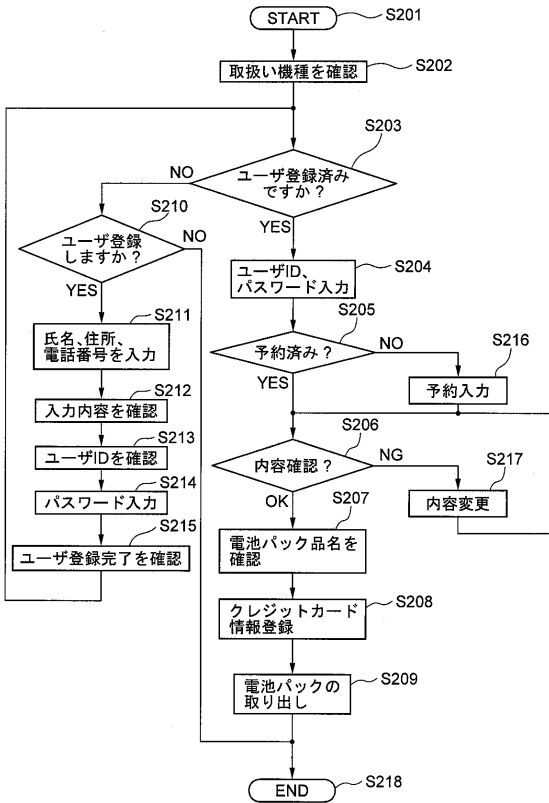 START
S201
取扱い機種を確認
S202
S203
ユーザ登録済み
ですか？
NO
YES
S210
ユーザ登録
しますか？
NO
YES
S204
ユーザID、
パスワード入力
S205
予約済み？
NO
YES
S216
予約入力
S211
氏名、住所、
電話番号を入力
S212
入力内容を確認
S213
ユーザIDを確認
S214
パスワード入力
S215
ユーザ登録完了を確認
S206
内容確認？
NG
OK
S217
内容変更
S207
電池パック品名を
確認
S208
クレジットカード
情報登録
S209
電池パックの
取り出し
END
S218